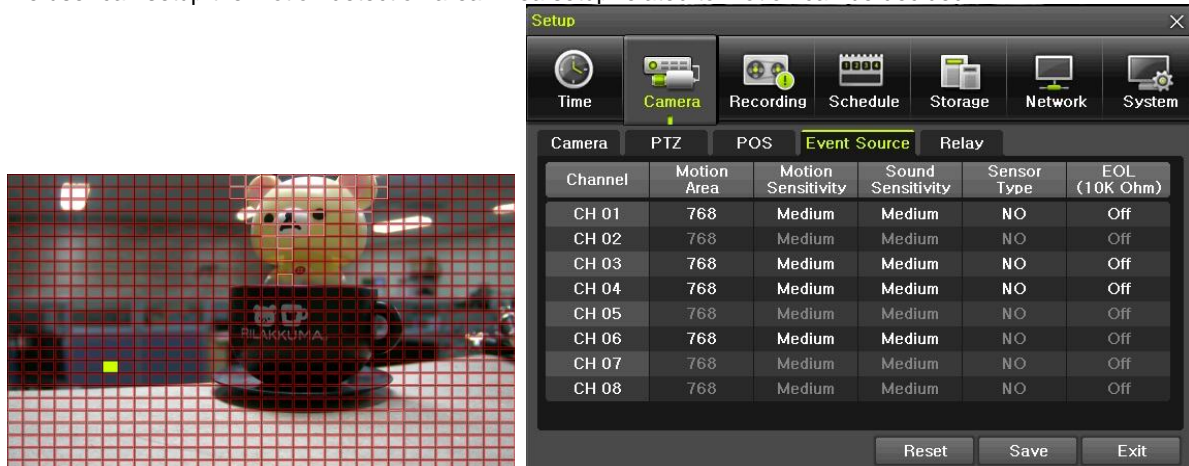 Setup
Time Camera Recording Schedule Storage Network System
Camera PTZ POS Event Source Relay
Channel Motion Area Motion Sensitivity Sound Sensitivity Sensor Type EOL (10K Ohm)
CH 01 768 Medium Medium NO Off
CH 02 768 Medium Medium NO Off
CH 03 768 Medium Medium NO Off
CH 04 768 Medium Medium NO Off
CH 05 768 Medium Medium NO Off
CH 06 768 Medium Medium NO Off
CH 07 768 Medium Medium NO Off
CH 08 768 Medium Medium NO Off
Reset Save Exit
RILAKKUMA